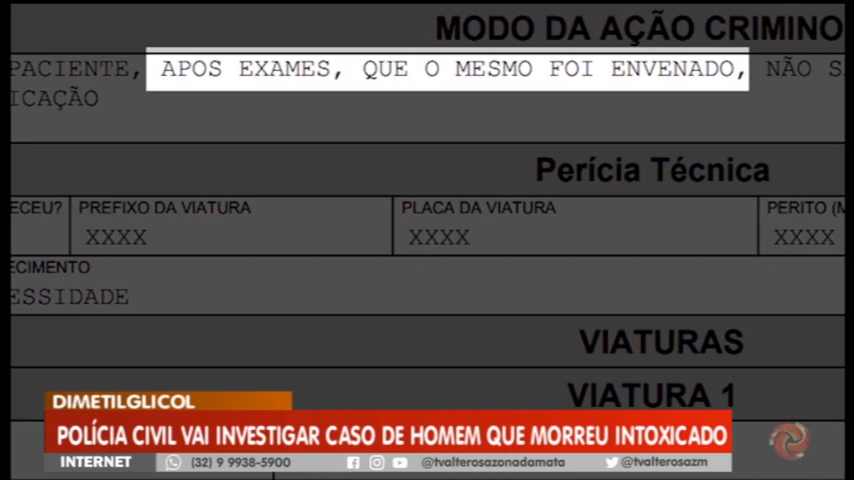 MODO DA AÇÃO CRIMINO
PACIENTE, APOS EXAMES, QUE O MESMO FOI ENVENADO, NÃO S
ICAÇÃO
Perícia Técnica
ECEU? PREFIXO DA VIATURA PLACA DA VIATURA PERITO (M
XXXX XXXX XXXX
ECIMENTO
ESSIDADE
VIATURAS
VIATURA 1
DIMETILGLICOL
POLÍCIA CIVIL VAI INVESTIGAR CASO DE HOMEM QUE MORREU INTOXICADO
INTERNET (32) 9 9938-5900 @tvalterosazonadamata @tvalterosazm